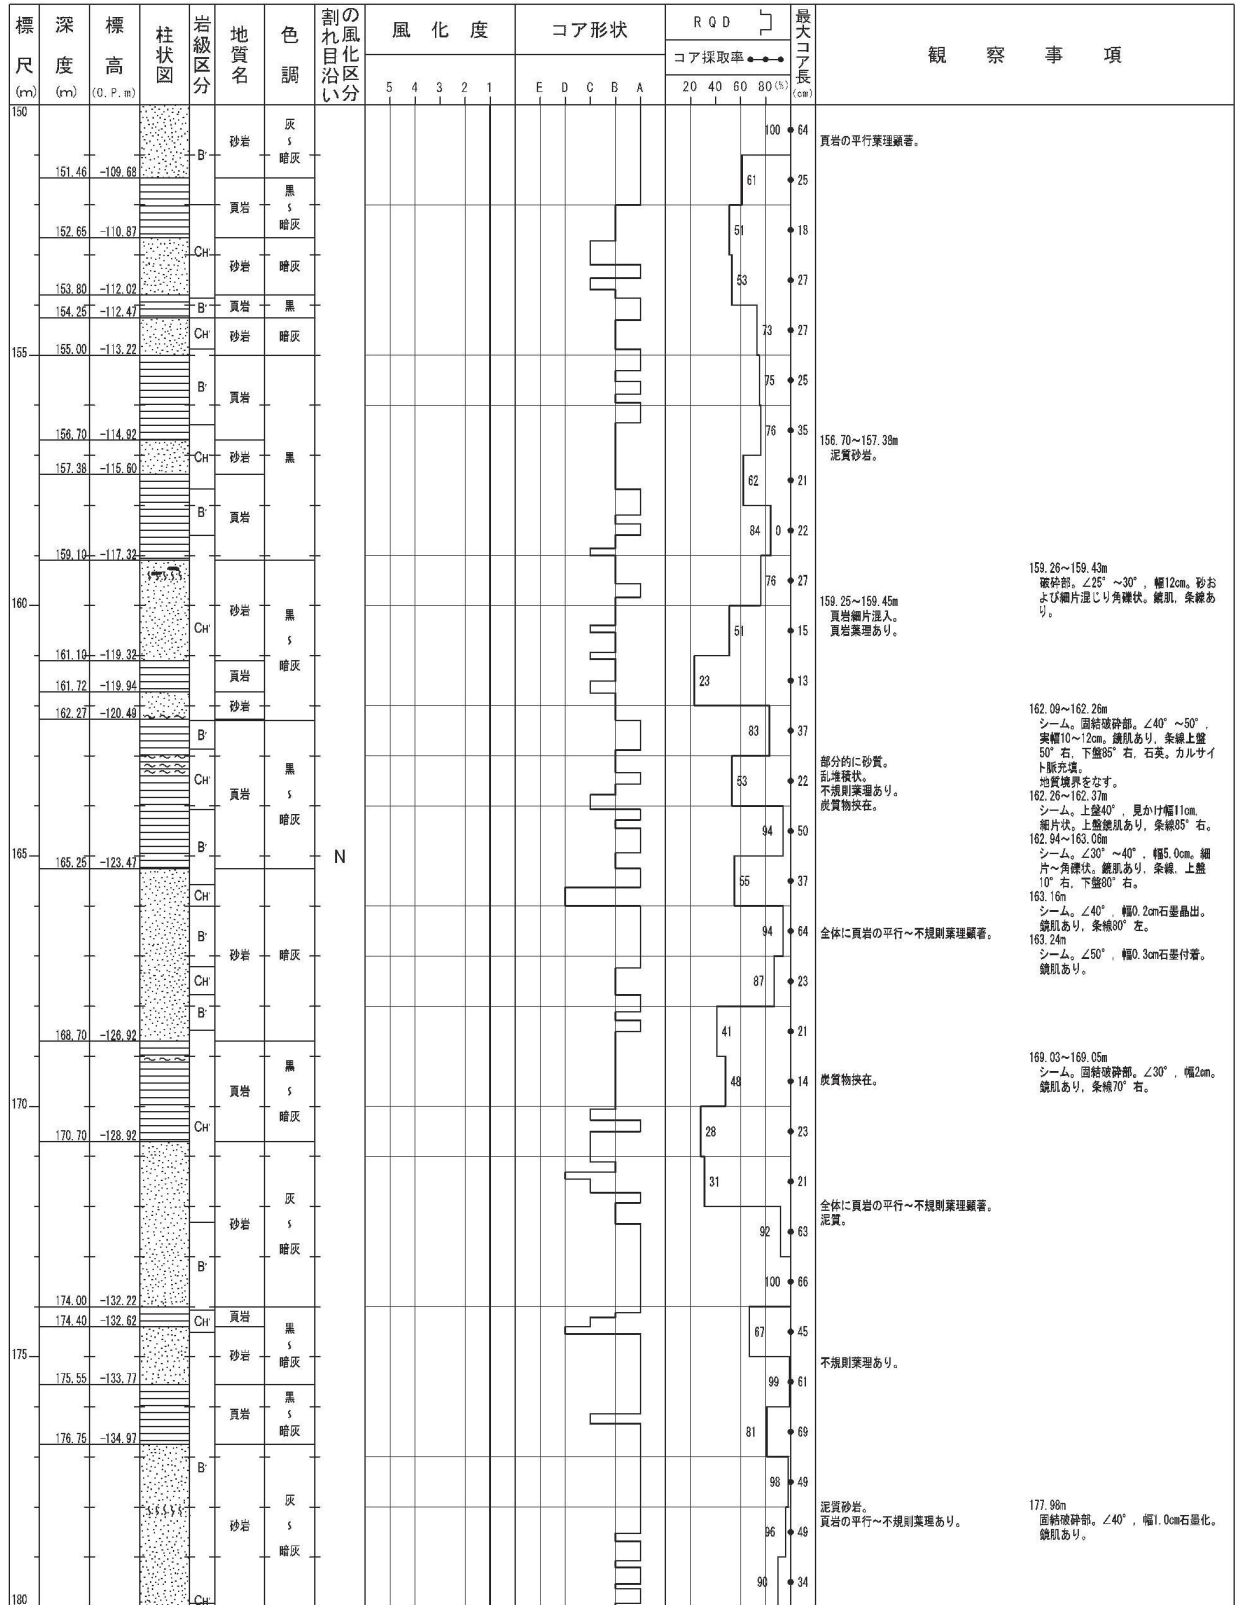 標尺(m)
深度(m)
標高(O.P.m)
柱状図
岩級区分
地質名
色調
割れ目沿いの風化区分
風化度
5 4 3 2 1
コア形状
E D C B A
RQD
コア採取率
20 40 60 80 (%)
最大コア長(cm)
観察事項
150
155
160
165
170
175
180
151.46 -109.68
152.65 -110.87
153.80 -112.02
154.25 -112.47
155.00 -113.22
156.70 -114.92
157.38 -115.60
159.10 -117.32
161.10 -119.32
161.72 -119.94
162.27 -120.49
165.25 -123.47
168.70 -126.92
170.70 -128.92
174.00 -132.22
174.40 -132.62
175.55 -133.77
176.75 -134.97
B'
CH'
B'
CH'
B'
CH'
B'
CH'
B'
CH'
B'
CH'
B'
CH'
B'
CH'
B'
CH'
B'
CH'
砂岩
頁岩
砂岩
頁岩
砂岩
頁岩
砂岩
頁岩
砂岩
頁岩
砂岩
頁岩
砂岩
頁岩
砂岩
頁岩
砂岩
頁岩
砂岩
灰~暗灰
黒~暗灰
暗灰
黒
暗灰
黒
黒~暗灰
黒~暗灰
暗灰
黒~暗灰
灰~暗灰
黒~暗灰
黒~暗灰
灰~暗灰
N
100 64
61 25
51 18
53 27
73 27
75 25
76 35
62 21
84 0 22
76 27
51 15
23 13
83 37
53 22
94 50
55 37
94 64
87 23
41 21
48 14
28 23
31 21
92 63
100 66
67 45
99 61
81 69
98 49
96 49
90 34
頁岩の平行葉理顕著。
156.70~157.38m
泥質砂岩。
159.25~159.45m
頁岩細片混入。
頁岩葉理あり。
部分的に砂質。
乱堆積状。
不規則葉理あり。
炭質物挟在。
全体に頁岩の平行~不規則葉理顕著。
炭質物挟在。
全体に頁岩の平行~不規則葉理顕著。
泥質。
不規則葉理あり。
泥質砂岩。
頁岩の平行~不規則葉理あり。
159.26~159.43m
破砕部。∠25°~30°，幅12cm。砂お
よび細片混じり角礫状。鏡肌，条線あ
り。
162.09~162.26m
シーム。固結破砕部。∠40°~50°，
実幅10~12cm。鏡肌あり，条線上盤
50°右，下盤85°右，石英。カルサイ
ト脈充填。
地質境界をなす。
162.26~162.37m
シーム。上盤40°，見かけ幅11cm，
細片状。上盤鏡肌あり，条線85°右。
162.94~163.06m
シーム。∠30°~40°，幅5.0cm。細
片~角礫状。鏡肌あり，条線，上盤
10°右，下盤80°右。
163.16m
シーム。∠40°，幅0.2cm石墨晶出。
鏡肌あり，条線80°左。
163.24m
シーム。∠50°，幅0.3cm石墨付着。
鏡肌あり。
169.03~169.05m
シーム。固結破砕部。∠30°，幅2cm。
鏡肌あり，条線70°右。
177.98m
固結破砕部。∠40°，幅1.0cm石墨化。
鏡肌あり。